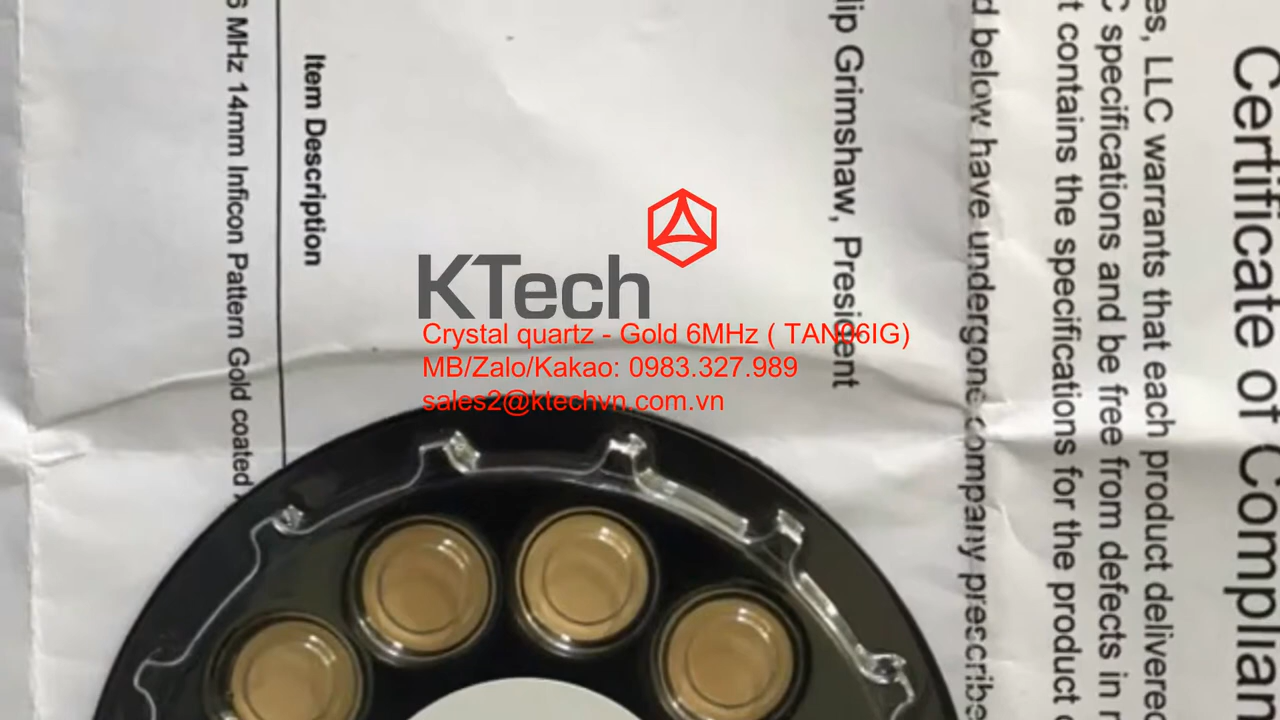 Certificate of Complian
es, LLC warrants that each product delivered
C specifications and be free from defects in
t contains the specifications for the product
d below have undergone company prescribe
lip Grimshaw, President
Item Description
6 MHz 14mm Inficon Pattern Gold coated
KTech
Crystal quartz - Gold 6MHz ( TAN06IG)
MB/Zalo/Kakao: 0983.327.989
sales2@ktechvn.com.vn